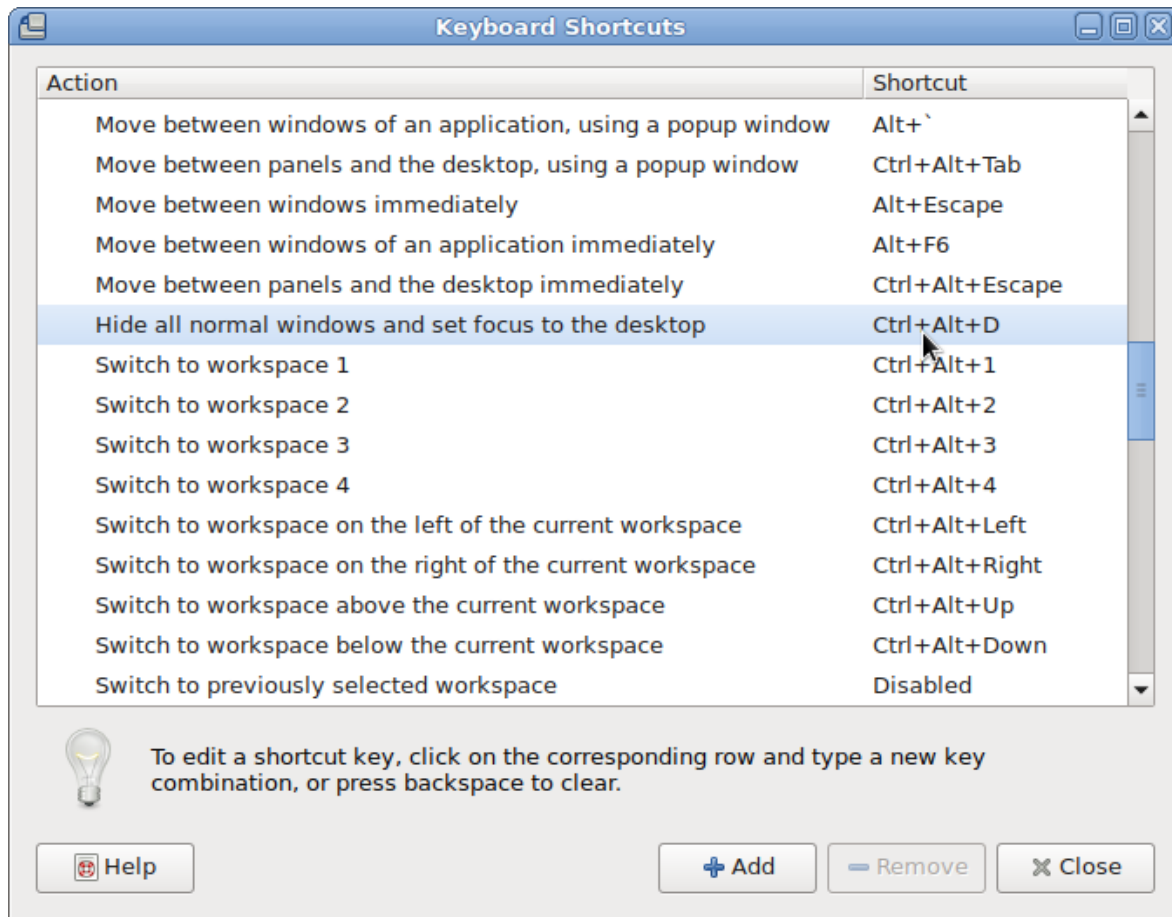 Keyboard Shortcuts
Action Shortcut
Move between windows of an application, using a popup window Alt+`
Move between panels and the desktop, using a popup window Ctrl+Alt+Tab
Move between windows immediately Alt+Escape
Move between windows of an application immediately Alt+F6
Move between panels and the desktop immediately Ctrl+Alt+Escape
Hide all normal windows and set focus to the desktop Ctrl+Alt+D
Switch to workspace 1 Ctrl+Alt+1
Switch to workspace 2 Ctrl+Alt+2
Switch to workspace 3 Ctrl+Alt+3
Switch to workspace 4 Ctrl+Alt+4
Switch to workspace on the left of the current workspace Ctrl+Alt+Left
Switch to workspace on the right of the current workspace Ctrl+Alt+Right
Switch to workspace above the current workspace Ctrl+Alt+Up
Switch to workspace below the current workspace Ctrl+Alt+Down
Switch to previously selected workspace Disabled
To edit a shortcut key, click on the corresponding row and type a new key
combination, or press backspace to clear.
Help Add Remove Close